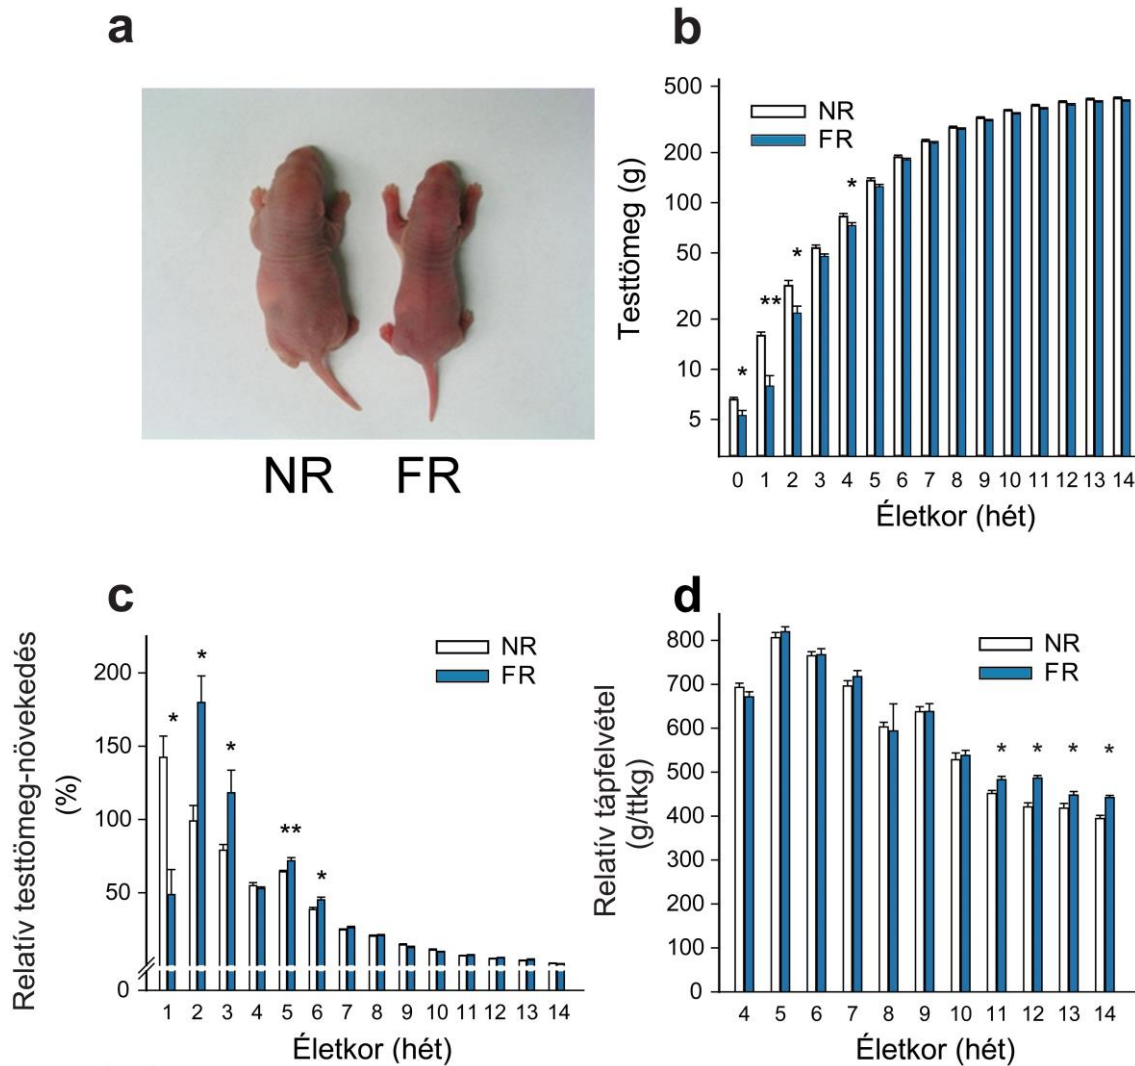 a
NR FR
b
Testtömeg (g)
500
200
100
50
20
10
5
NR
FR
*
**
*
*
0 1 2 3 4 5 6 7 8 9 10 11 12 13 14
Életkor (hét)
c
Relatív testtömeg-növekedés
(%)
200
150
100
50
0
NR
FR
*
*
*
**
*
1 2 3 4 5 6 7 8 9 10 11 12 13 14
Életkor (hét)
d
Relatív tápfelvétel
(g/ttkg)
800
700
600
500
400
300
200
100
0
NR
FR
* * * *
4 5 6 7 8 9 10 11 12 13 14
Életkor (hét)